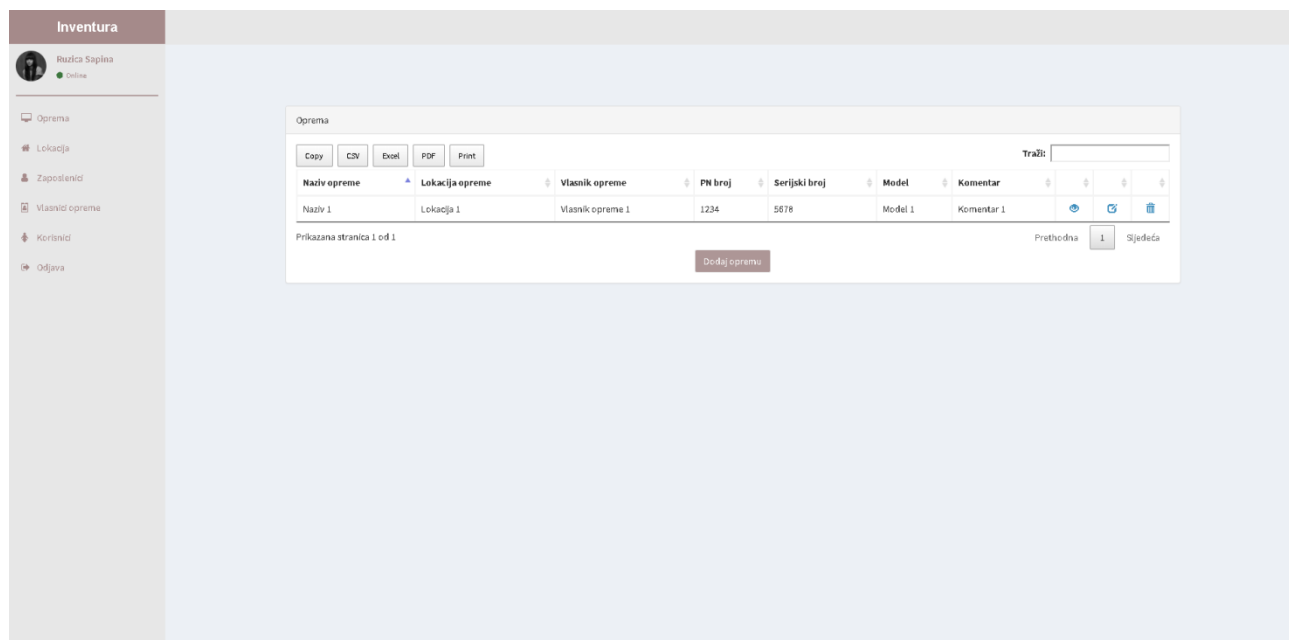 Inventura
Ruzica Sapina
Online
Oprema
Lokacija
Zaposlenici
Vlasnici opreme
Korisnici
Odjava
Oprema
Copy CSV Excel PDF Print Traži:
Naziv opreme Lokacija opreme Vlasnik opreme PN broj Serijski broj Model Komentar
Naziv 1 Lokacija 1 Vlasnik opreme 1 1234 5678 Model 1 Komentar 1
Prikazana stranica 1 od 1 Prethodna 1 Sljedeća
Dodaj opremu